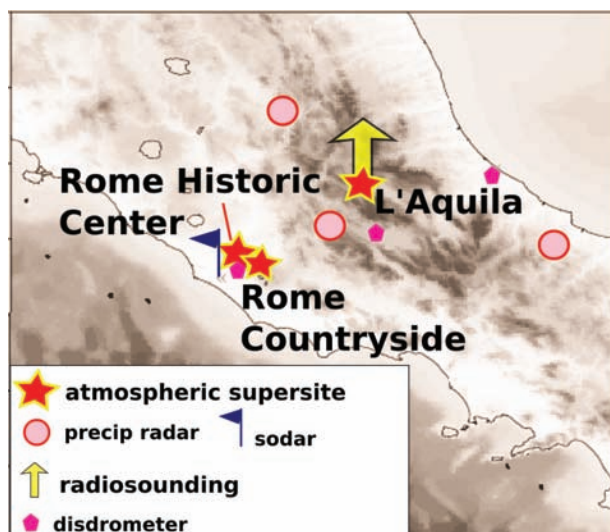 Rome Historic
Center
L'Aquila
Rome
Countryside
atmospheric supersite
precip radar
sodar
radiosounding
disdrometer